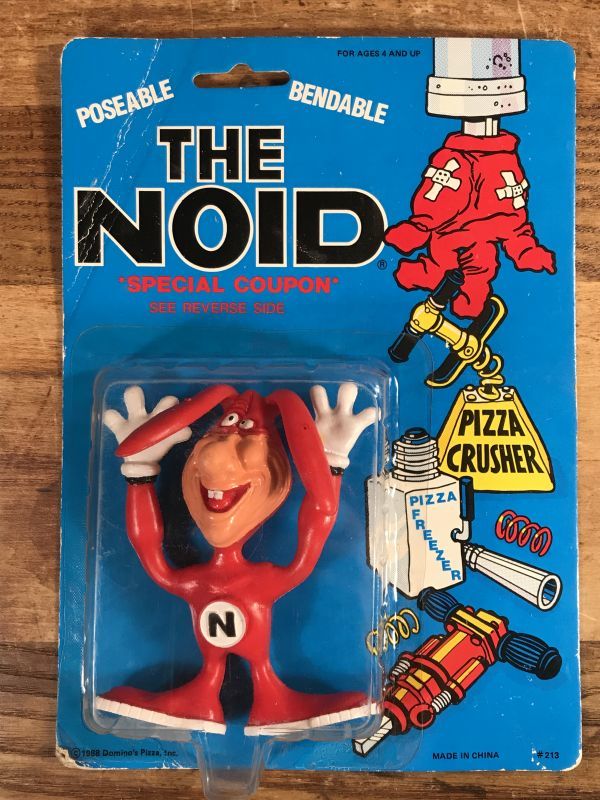 FOR AGES 4 AND UP
POSEABLE
BENDABLE
THE
NOID®
*SPECIAL COUPON*
SEE REVERSE SIDE
PIZZA
CRUSHER
PIZZA
FREEZER
N
©1988 Domino's Pizza, Inc.
MADE IN CHINA
#213